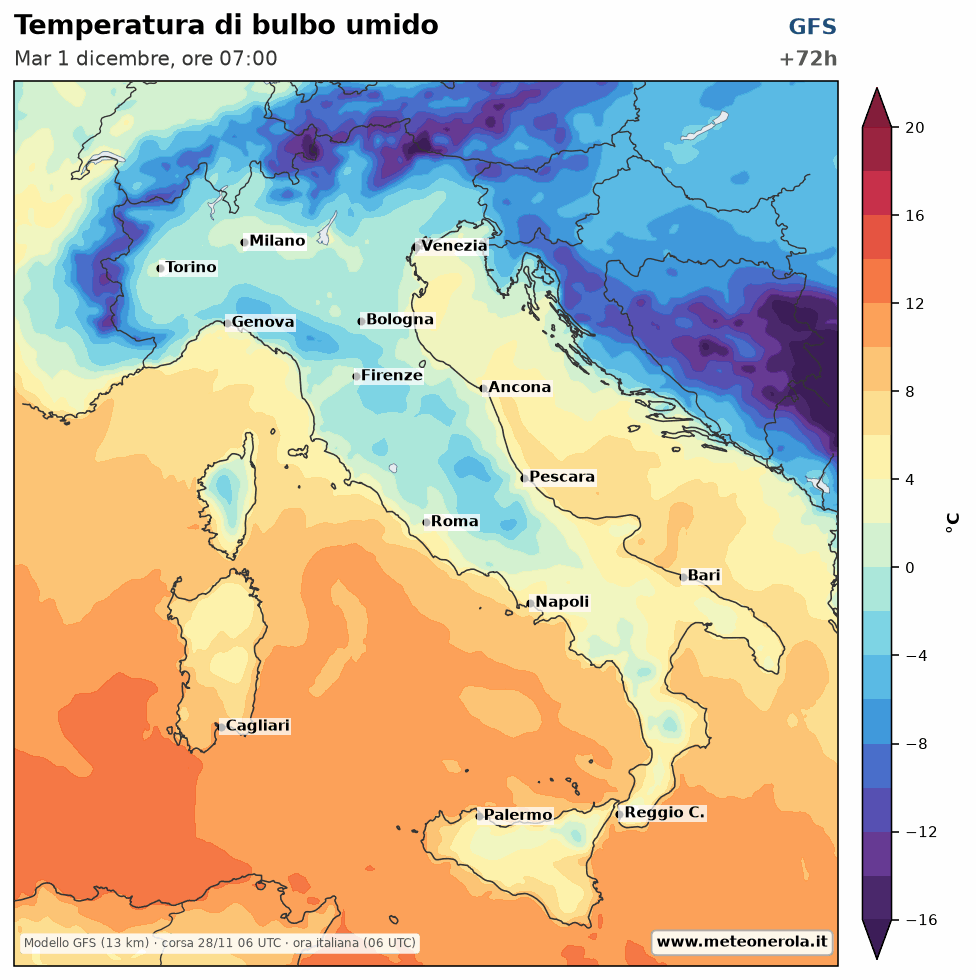 Temperatura di bulbo umido
GFS
Mar 1 dicembre, ore 07:00
+72h
Milano
Venezia
Torino
Genova
Bologna
Firenze
Ancona
Pescara
Roma
Bari
Napoli
Cagliari
Palermo
Reggio C.
20
16
12
8
4
0
−4
−8
−12
−16
°C
Modello GFS (13 km) · corsa 28/11 06 UTC · ora italiana (06 UTC)
www.meteonerola.it